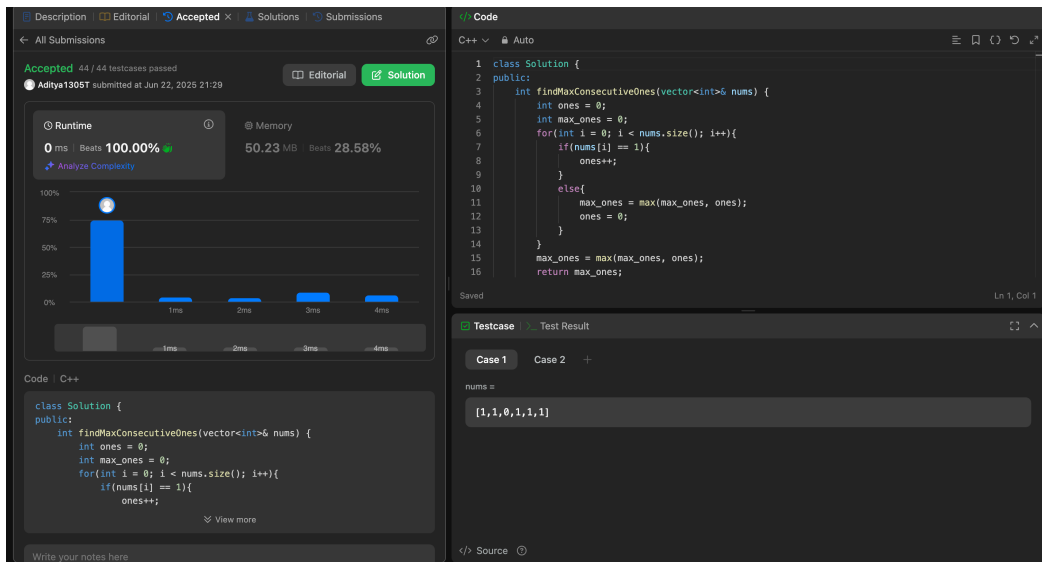 Description
Editorial
Accepted ×
Solutions
Submissions
← All Submissions
Accepted 44 / 44 testcases passed
Aditya1305T submitted at Jun 22, 2025 21:29
Editorial
Solution
Runtime
0 ms | Beats 100.00%
Analyze Complexity
Memory
50.23 MB | Beats 28.58%
100%
75%
50%
25%
0%
1ms 2ms 3ms 4ms
1ms 2ms 3ms 4ms
Code | C++
class Solution {
public:
    int findMaxConsecutiveOnes(vector<int>& nums) {
        int ones = 0;
        int max_ones = 0;
        for(int i = 0; i < nums.size(); i++){
            if(nums[i] == 1){
                ones++;
View more
Write your notes here
</> Code
C++ Auto
1 class Solution {
2 public:
3     int findMaxConsecutiveOnes(vector<int>& nums) {
4         int ones = 0;
5         int max_ones = 0;
6         for(int i = 0; i < nums.size(); i++){
7             if(nums[i] == 1){
8                 ones++;
9             }
10             else{
11                 max_ones = max(max_ones, ones);
12                 ones = 0;
13             }
14         }
15         max_ones = max(max_ones, ones);
16         return max_ones;
Saved
Ln 1, Col 1
Testcase | >_ Test Result
Case 1 Case 2 +
nums =
[1,1,0,1,1,1]
</> Source